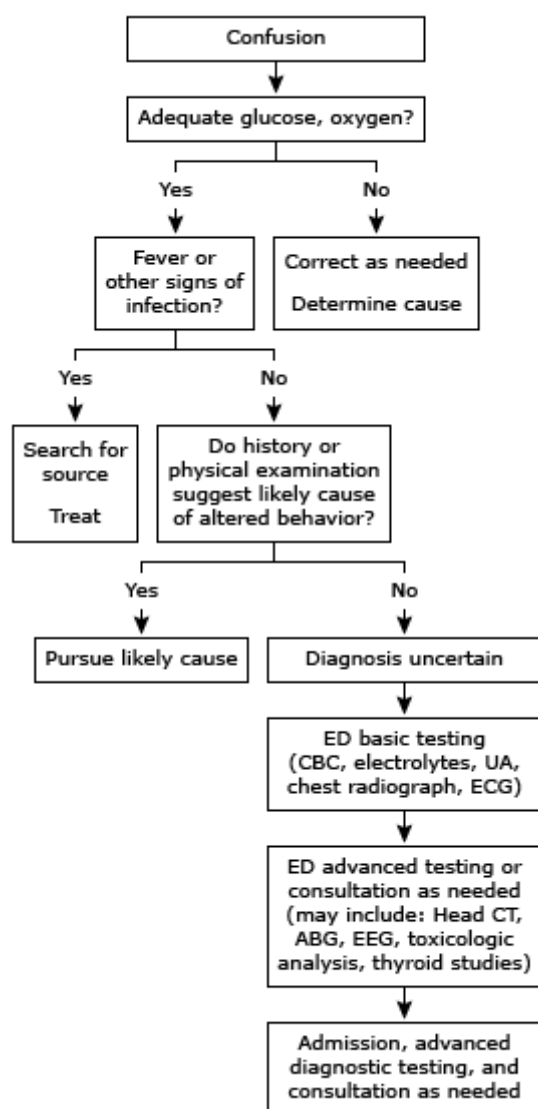 Confusion
Adequate glucose, oxygen?
Yes
No
Fever or
other signs of
infection?
Correct as needed
Determine cause
Yes
No
Search for
source
Treat
Do history or
physical examination
suggest likely cause
of altered behavior?
Yes
No
Pursue likely cause
Diagnosis uncertain
ED basic testing
(CBC, electrolytes, UA,
chest radiograph, ECG)
ED advanced testing or
consultation as needed
(may include: Head CT,
ABG, EEG, toxicologic
analysis, thyroid studies)
Admission, advanced
diagnostic testing, and
consultation as needed